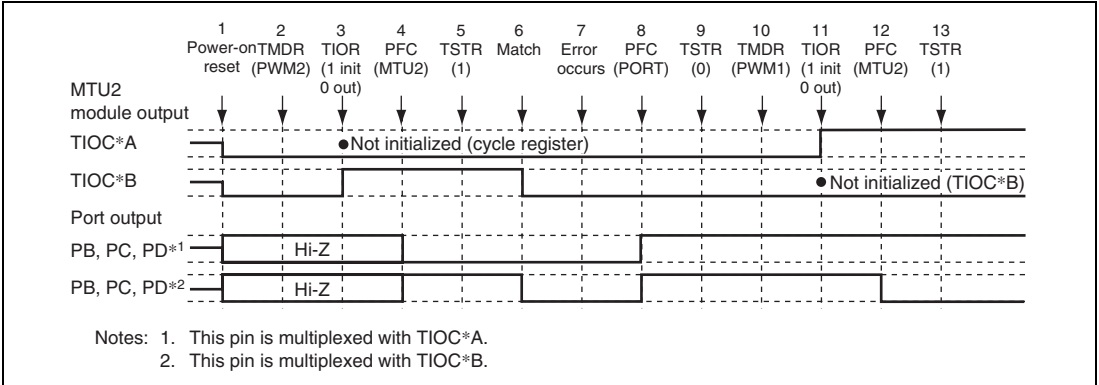 1 2 3 4 5 6 7 8 9 10 11 12 13
Power-on TMDR TIOR PFC TSTR Match Error PFC TSTR TMDR TIOR PFC TSTR
reset (PWM2) (1 init (MTU2) (1) occurs (PORT) (0) (PWM1) (1 init (MTU2) (1)
0 out) 0 out)
MTU2
module output
TIOC*A ●Not initialized (cycle register)
TIOC*B ●Not initialized (TIOC*B)
Port output
PB, PC, PD*1 Hi-Z
PB, PC, PD*2 Hi-Z
Notes: 1. This pin is multiplexed with TIOC*A.
2. This pin is multiplexed with TIOC*B.